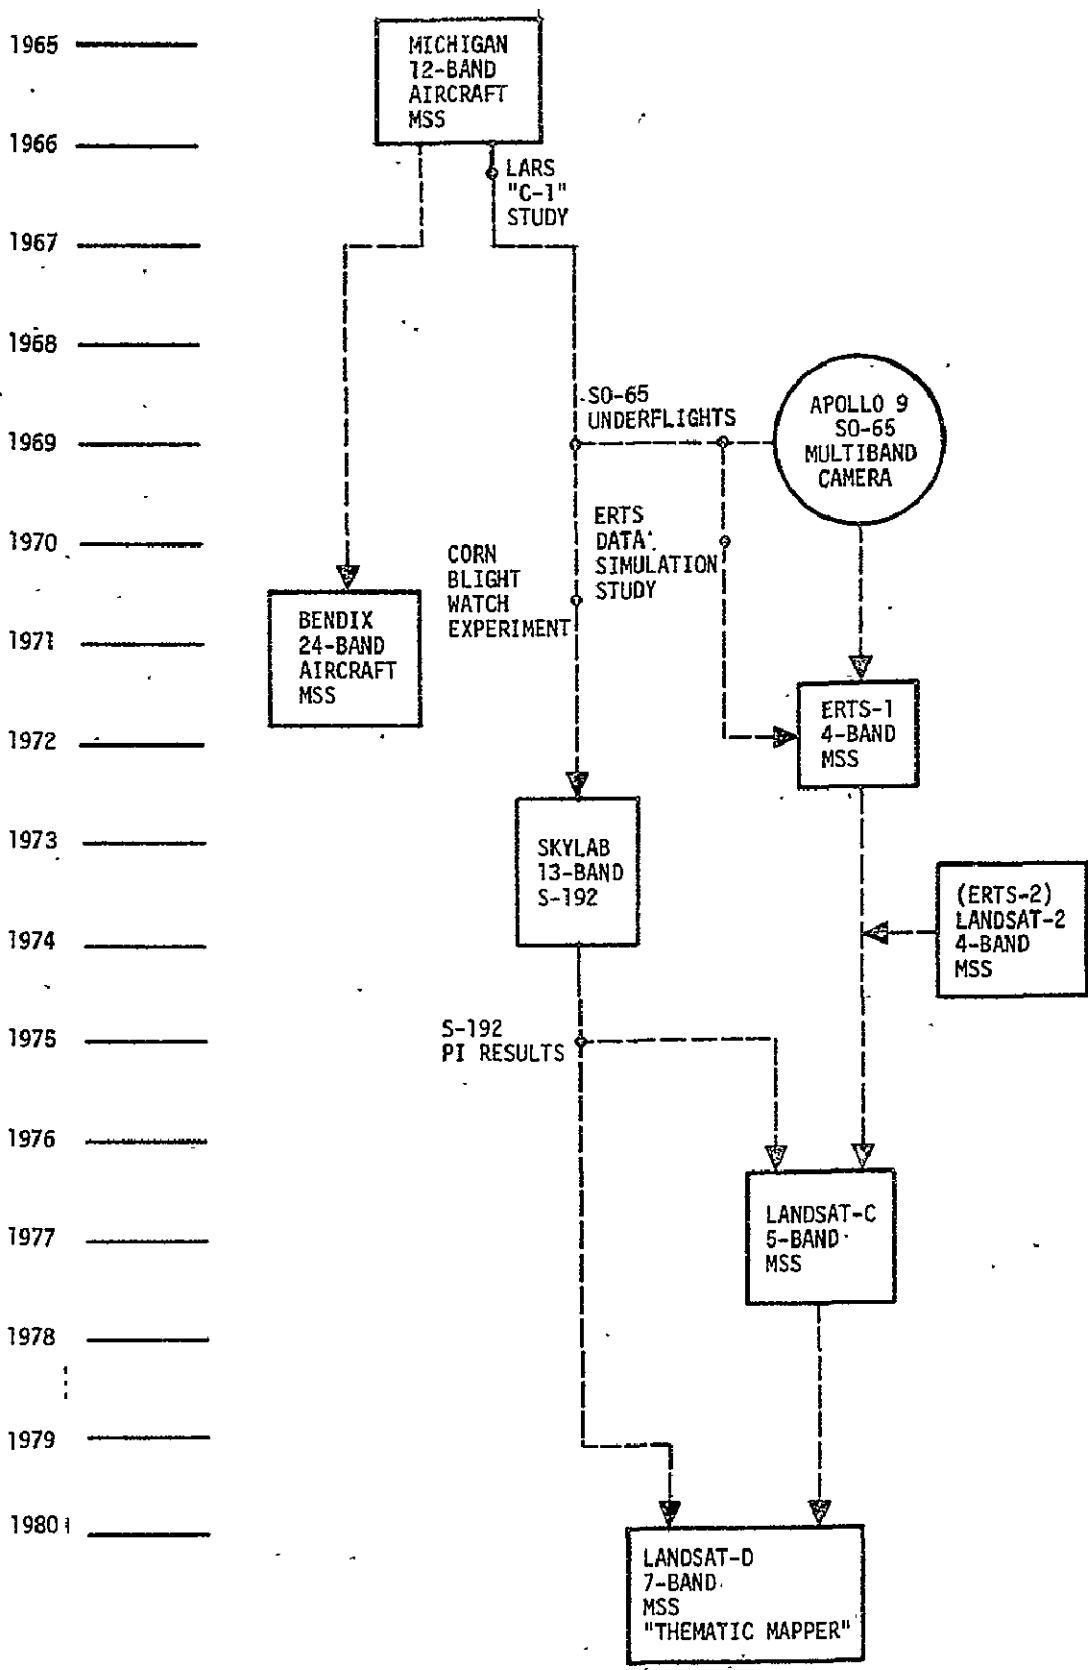 1965
MICHIGAN
12-BAND
AIRCRAFT
MSS
1966
LARS
"C-1"
STUDY
1967
1968
SO-65
UNDERFLIGHTS
APOLLO 9
SO-65
MULTIBAND
CAMERA
1969
ERTS
DATA
SIMULATION
STUDY
1970
CORN
BLIGHT
WATCH
EXPERIMENT
BENDIX
24-BAND
AIRCRAFT
MSS
1971
ERTS-1
4-BAND
MSS
1972
1973
SKYLAB
13-BAND
S-192
(ERTS-2)
LANDSAT-2
4-BAND
MSS
1974
S-192
PI RESULTS
1975
1976
LANDSAT-C
5-BAND
MSS
1977
1978
1979
1980
LANDSAT-D
7-BAND
MSS
"THEMATIC MAPPER"